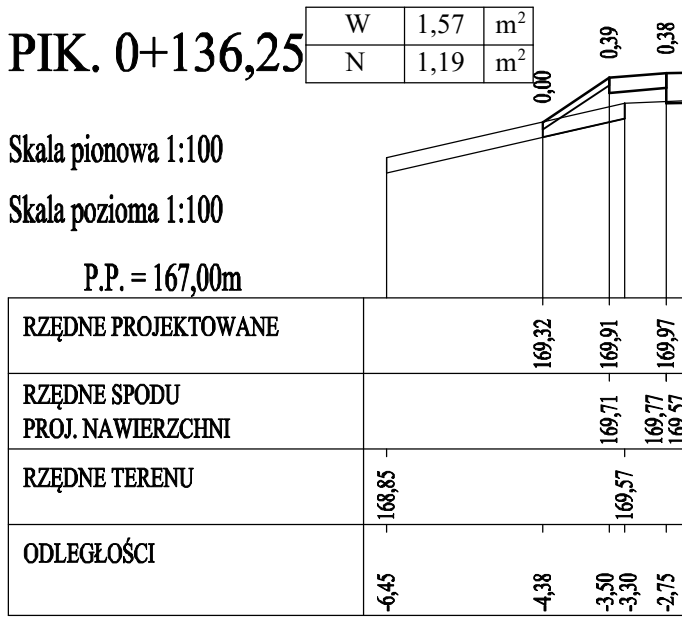 PIK. 0+136,25
W 1,57 m²
N 1,19 m²
0,00 0,39 0,38
Skala pionowa 1:100
Skala pozioma 1:100
P.P. = 167,00m
RZĘDNE PROJEKTOWANE 169,32 169,91 169,97
RZĘDNE SPODU
PROJ. NAWIERZCHNI 169,71 169,77 169,57
RZĘDNE TERENU 168,85 169,57
ODLEGŁOŚCI -6,45 -4,38 -3,50 -3,30 -2,75